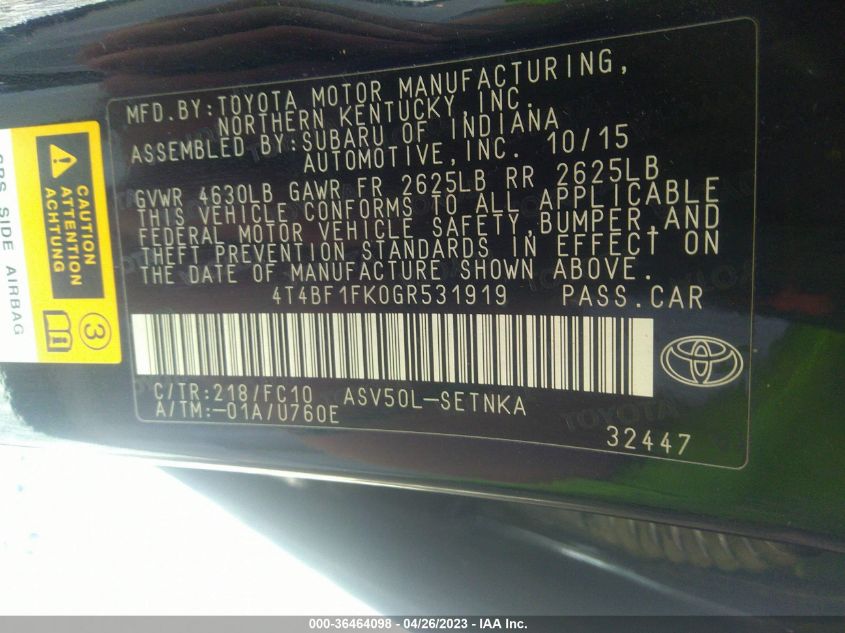 MFD.BY:TOYOTA MOTOR MANUFACTURING,
NORTHERN KENTUCKY,INC.
ASSEMBLED BY:SUBARU OF INDIANA
AUTOMOTIVE,INC. 10/15
GVWR 4630LB GAWR FR 2625LB RR 2625LB
THIS VEHICLE CONFORMS TO ALL APPLICABLE
FEDERAL MOTOR VEHICLE SAFETY,BUMPER,AND
THEFT PREVENTION STANDARDS IN EFFECT ON
THE DATE OF MANUFACTURE SHOWN ABOVE.
4T4BF1FK0GR531919 PASS.CAR
C/TR:218/FC10 ASV50L-SETNKA
A/TM:-01A/U760E
32447
CAUTION
ATTENTION
ACHTUNG
3
SIDE AIRBAG
000-36464098 - 04/26/2023 - IAA Inc.